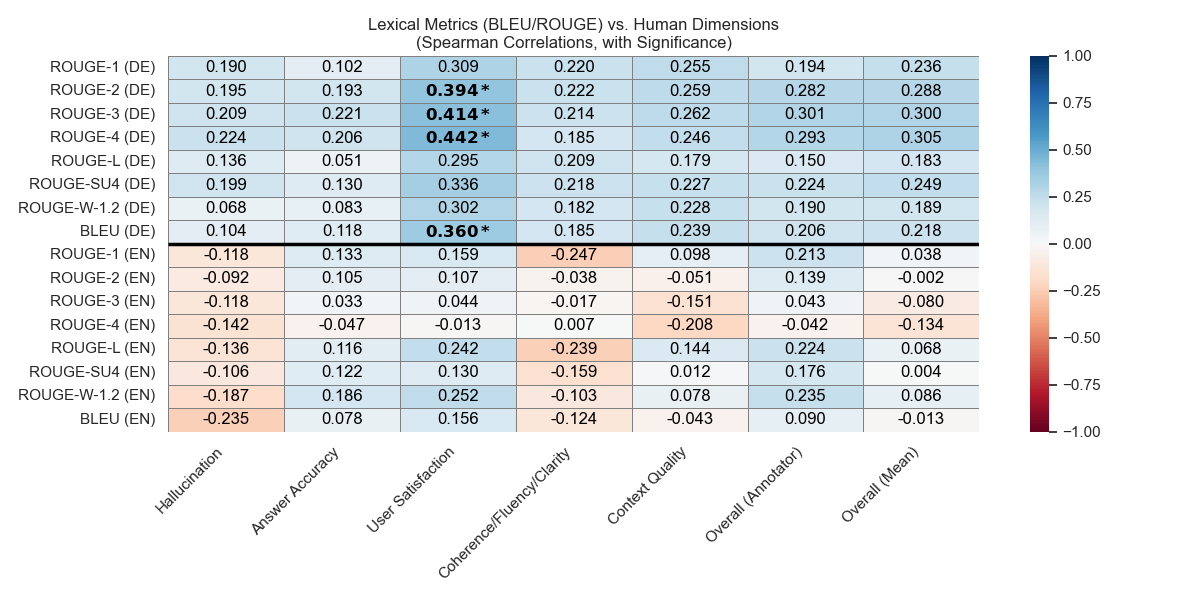 Lexical Metrics (BLEU/ROUGE) vs. Human Dimensions
(Spearman Correlations, with Significance)
ROUGE-1 (DE) 0.190 0.102 0.309 0.220 0.255 0.194 0.236
ROUGE-2 (DE) 0.195 0.193 0.394* 0.222 0.259 0.282 0.288
ROUGE-3 (DE) 0.209 0.221 0.414* 0.214 0.262 0.301 0.300
ROUGE-4 (DE) 0.224 0.206 0.442* 0.185 0.246 0.293 0.305
ROUGE-L (DE) 0.136 0.051 0.295 0.209 0.179 0.150 0.183
ROUGE-SU4 (DE) 0.199 0.130 0.336 0.218 0.227 0.224 0.249
ROUGE-W-1.2 (DE) 0.068 0.083 0.302 0.182 0.228 0.190 0.189
BLEU (DE) 0.104 0.118 0.360* 0.185 0.239 0.206 0.218
ROUGE-1 (EN) -0.118 0.133 0.159 -0.247 0.098 0.213 0.038
ROUGE-2 (EN) -0.092 0.105 0.107 -0.038 -0.051 0.139 -0.002
ROUGE-3 (EN) -0.118 0.033 0.044 -0.017 -0.151 0.043 -0.080
ROUGE-4 (EN) -0.142 -0.047 -0.013 0.007 -0.208 -0.042 -0.134
ROUGE-L (EN) -0.136 0.116 0.242 -0.239 0.144 0.224 0.068
ROUGE-SU4 (EN) -0.106 0.122 0.130 -0.159 0.012 0.176 0.004
ROUGE-W-1.2 (EN) -0.187 0.186 0.252 -0.103 0.078 0.235 0.086
BLEU (EN) -0.235 0.078 0.156 -0.124 -0.043 0.090 -0.013
Hallucination
Answer Accuracy
User Satisfaction
Coherence/Fluency/Clarity
Context Quality
Overall (Annotator)
Overall (Mean)
1.00
0.75
0.50
0.25
0.00
−0.25
−0.50
−0.75
−1.00